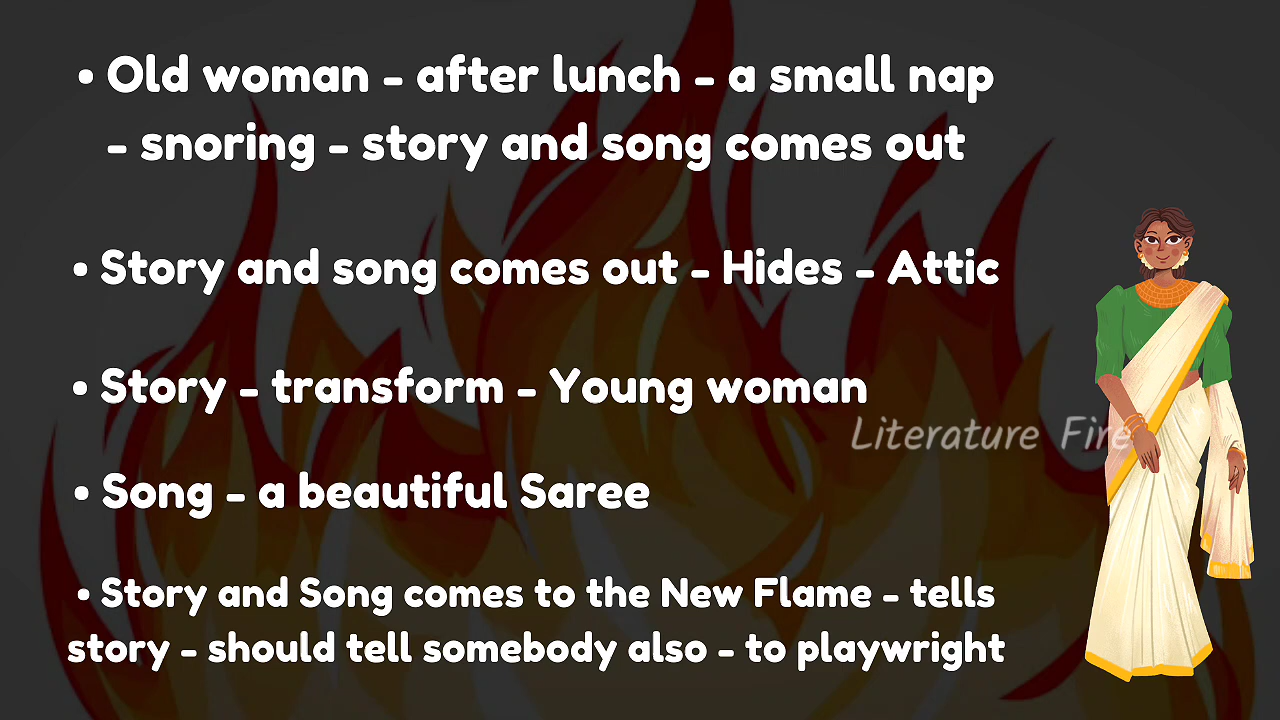 • Old woman - after lunch - a small nap
- snoring - story and song comes out
• Story and song comes out - Hides - Attic
• Story - transform - Young woman
Literature Fire
• Song - a beautiful Saree
• Story and Song comes to the New Flame - tells
story - should tell somebody also - to playwright